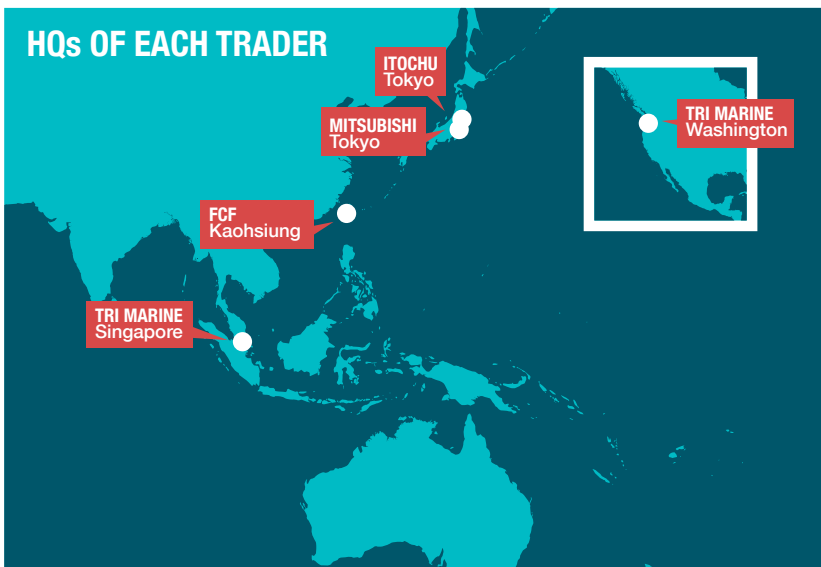 HQs OF EACH TRADER
ITOCHU
Tokyo
MITSUBISHI
Tokyo
TRI MARINE
Washington
FCF
Kaohsiung
TRI MARINE
Singapore